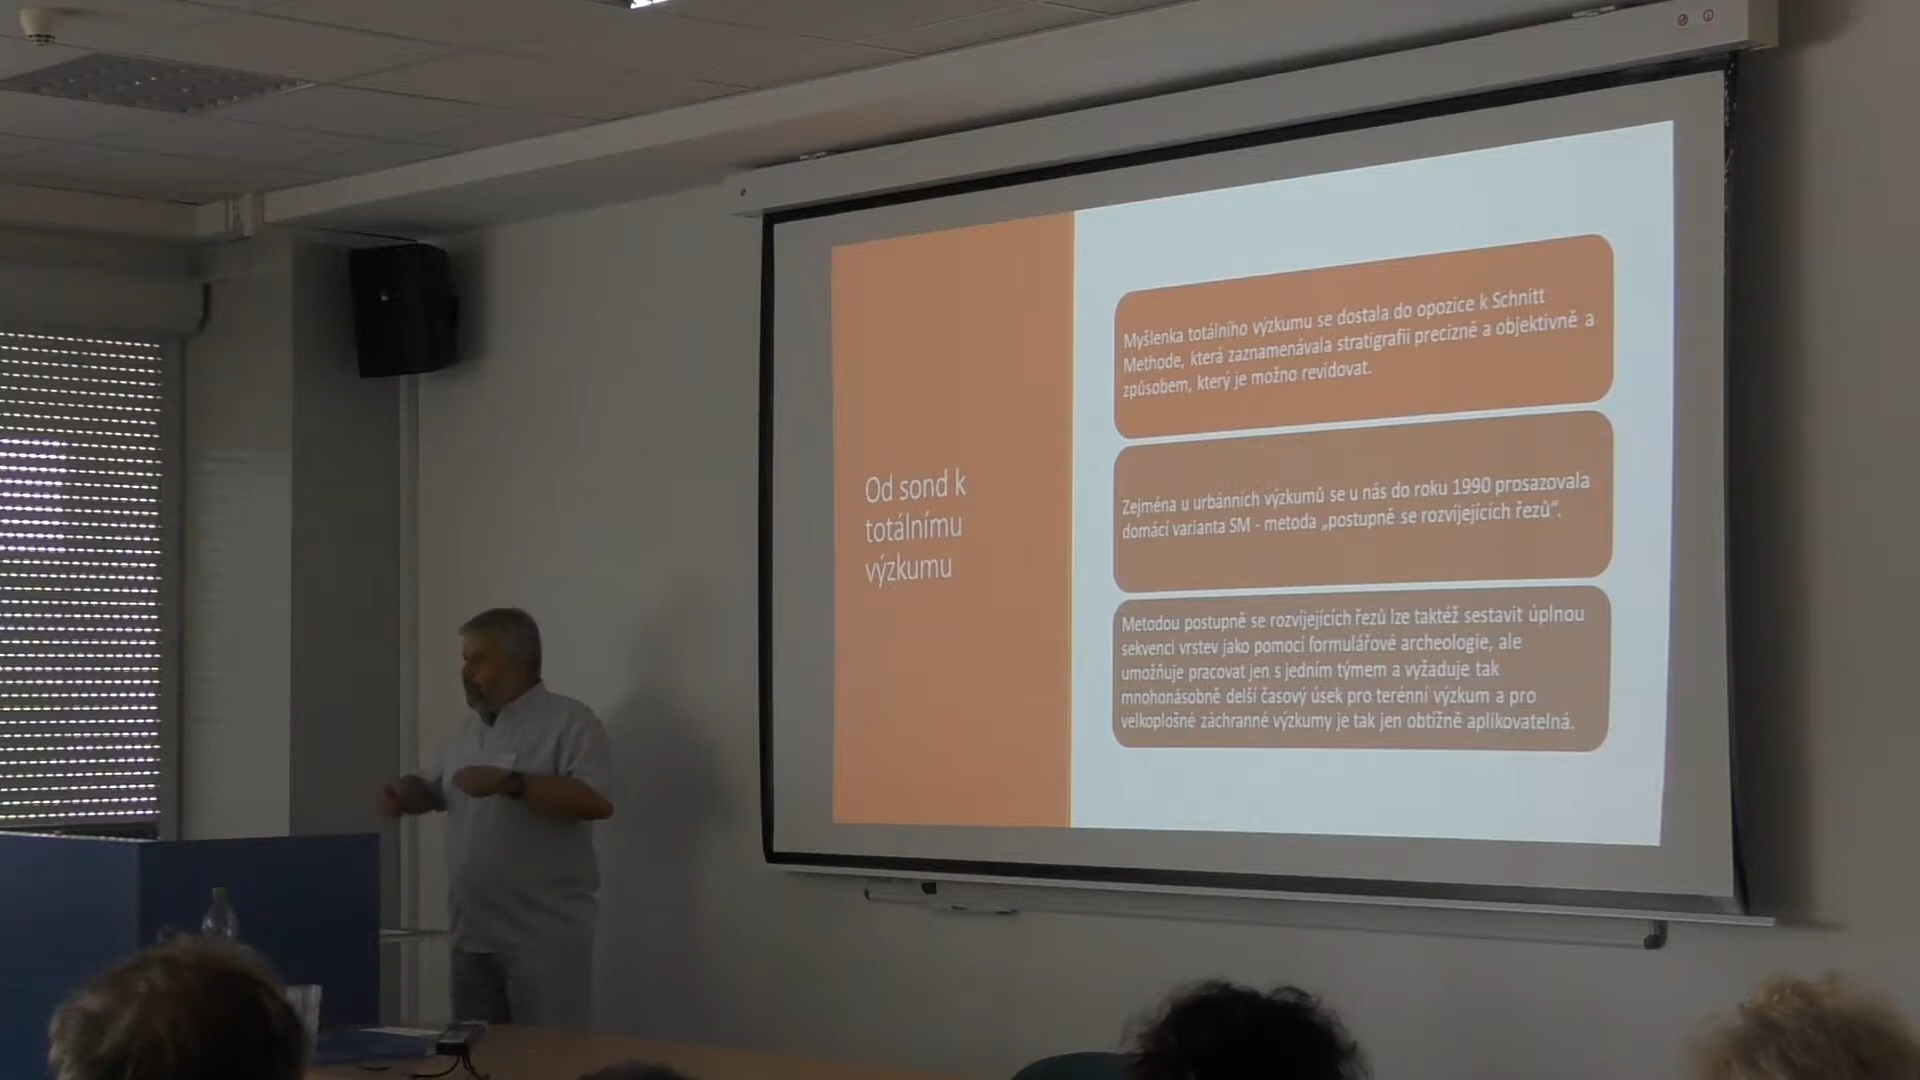 Od sond k
totálnímu
výzkumu
Myšlenka totálního výzkumu se dostala do opozice k Schnitt
Methode, která zaznamenávala stratigrafii precizně a objektivně a
způsobem, který je možno revidovat.
Zejména u urbánních výzkumů se u nás do roku 1990 prosazovala
domácí varianta SM - metoda „postupně se rozvíjejících řezů“.
Metodou postupně se rozvíjejících řezů lze taktéž sestavit úplnou
sekvenci vrstev jako pomocí formulářové archeologie, ale
umožňuje pracovat jen s jedním týmem a vyžaduje tak
mnohonásobně delší časový úsek pro terénní výzkum a pro
velkoplošné záchranné výzkumy je tak jen obtížně aplikovatelná.